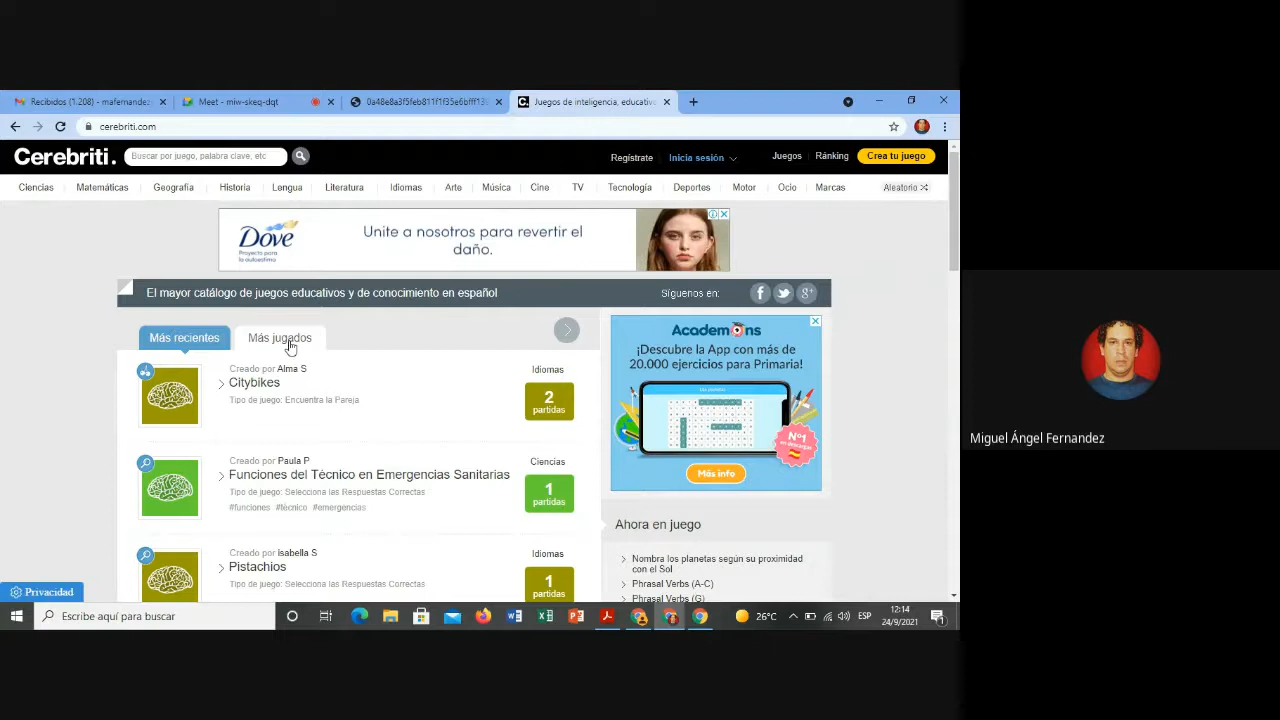 Recibidos (1.208) - mafernandez
Meet - miw-skeq-dqt
Juegos de inteligencia, educativa
cerebriti.com
Cerebriti.
Buscar por juego, palabra clave, etc
Regístrate
Inicia sesión
Juegos
Ránking
Crea tu juego
Ciencias
Matemáticas
Geografía
Historia
Lengua
Literatura
Idiomas
Arte
Música
Cine
TV
Tecnología
Deportes
Motor
Ocio
Marcas
Aleatorio
Dove
Proyecto para
la autoestima
Unite a nosotros para revertir el
daño.
El mayor catálogo de juegos educativos y de conocimiento en español
Síguenos en:
Más recientes
Más jugados
Creado por Alma S
Citybikes
Tipo de juego: Encuentra la Pareja
Idiomas
2
partidas
Creado por Paula P
Funciones del Técnico en Emergencias Sanitarias
Tipo de juego: Selecciona las Respuestas Correctas
#funciones #técnico #emergencias
Ciencias
1
partidas
Creado por Isabella S
Pistachios
Tipo de juego: Selecciona las Respuestas Correctas
Idiomas
1
partidas
Academons
¡Descubre la App con más de
20.000 ejercicios para Primaria!
Nº1
Más info
Ahora en juego
Nombra los planetas según su proximidad
con el Sol
Phrasal Verbs (A-C)
Phrasal Verbs (G)
Privacidad
Escribe aquí para buscar
26°C
ESP
12:14
24/9/2021
Miguel Ángel Fernandez